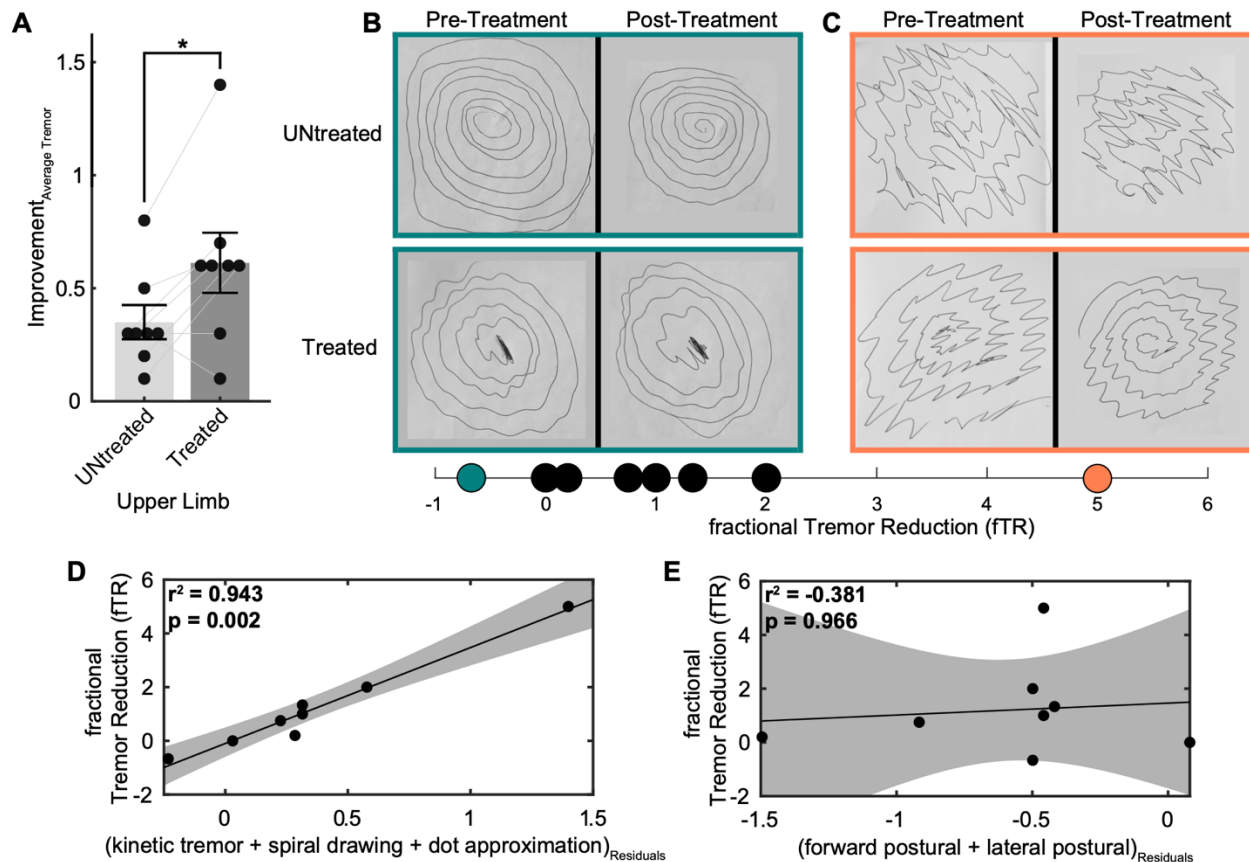 A
1.5
1
0.5
0
*
Improvement Average Tremor
UNtreated
Treated
Upper Limb
B
Pre-Treatment Post-Treatment
UNtreated
Treated
C
Pre-Treatment Post-Treatment
-1 0 1 2 3 4 5 6
fractional Tremor Reduction (fTR)
D
r² = 0.943
p = 0.002
fractional
Tremor Reduction (fTR)
6
4
2
0
-2
0 0.5 1 1.5
(kinetic tremor + spiral drawing + dot approximation)Residuals
E
r² = -0.381
p = 0.966
fractional
Tremor Reduction (fTR)
6
4
2
0
-2
-1.5 -1 -0.5 0
(forward postural + lateral postural)Residuals